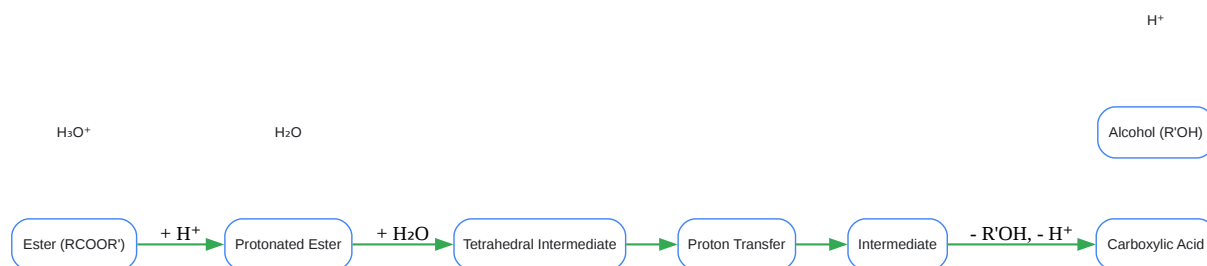 H⁺
H₃O⁺
H₂O
Alcohol (R'OH)
Ester (RCOOR')
+ H⁺
Protonated Ester
+ H₂O
Tetrahedral Intermediate
Proton Transfer
Intermediate
- R'OH, - H⁺
Carboxylic Acid